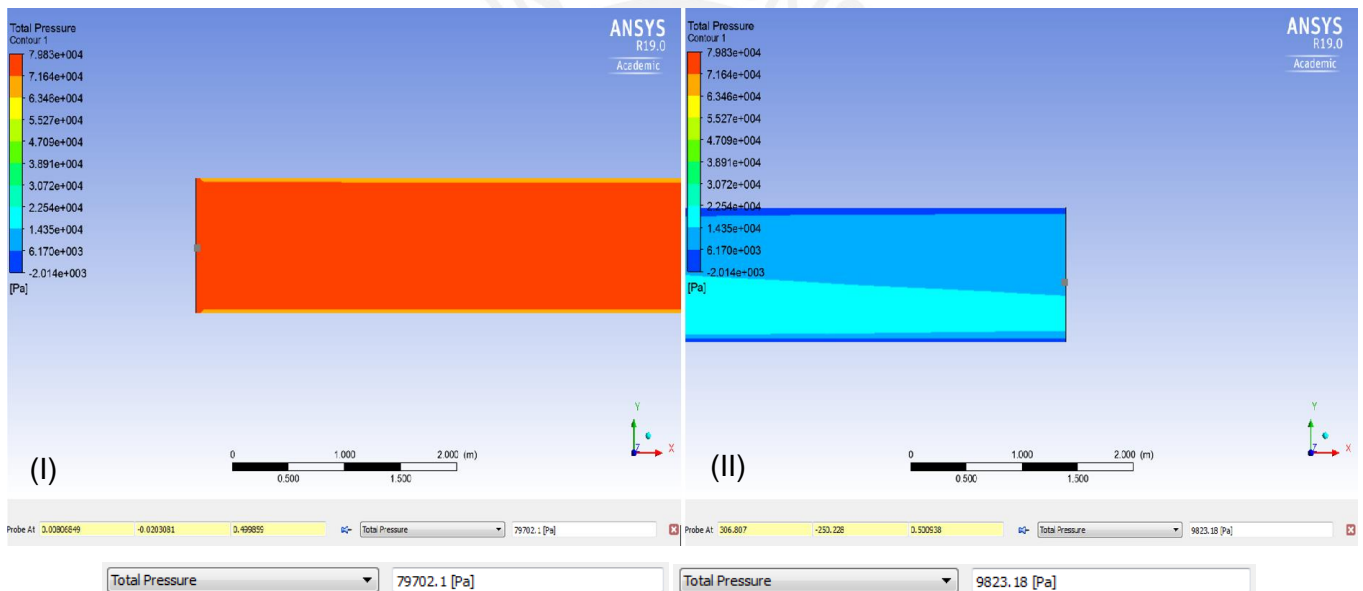 Total Pressure
Contour 1
7.983e+004
7.164e+004
6.346e+004
5.527e+004
4.709e+004
3.891e+004
3.072e+004
2.254e+004
1.435e+004
6.170e+003
-2.014e+003
[Pa]
ANSYS
R19.0
Academic
Y
Z
X
0 1.000 2.000 (m)
0.500 1.500
(I)
Probe At 0.00806849 -0.0203081 0.499859 Total Pressure 79702.1 [Pa]
Total Pressure
Contour 1
7.983e+004
7.164e+004
6.346e+004
5.527e+004
4.709e+004
3.891e+004
3.072e+004
2.254e+004
1.435e+004
6.170e+003
-2.014e+003
[Pa]
ANSYS
R19.0
Academic
Y
Z
X
0 1.000 2.000 (m)
0.500 1.500
(II)
Probe At 306.807 -250.228 0.500938 Total Pressure 9823.18 [Pa]
Total Pressure 79702.1 [Pa]
Total Pressure 9823.18 [Pa]